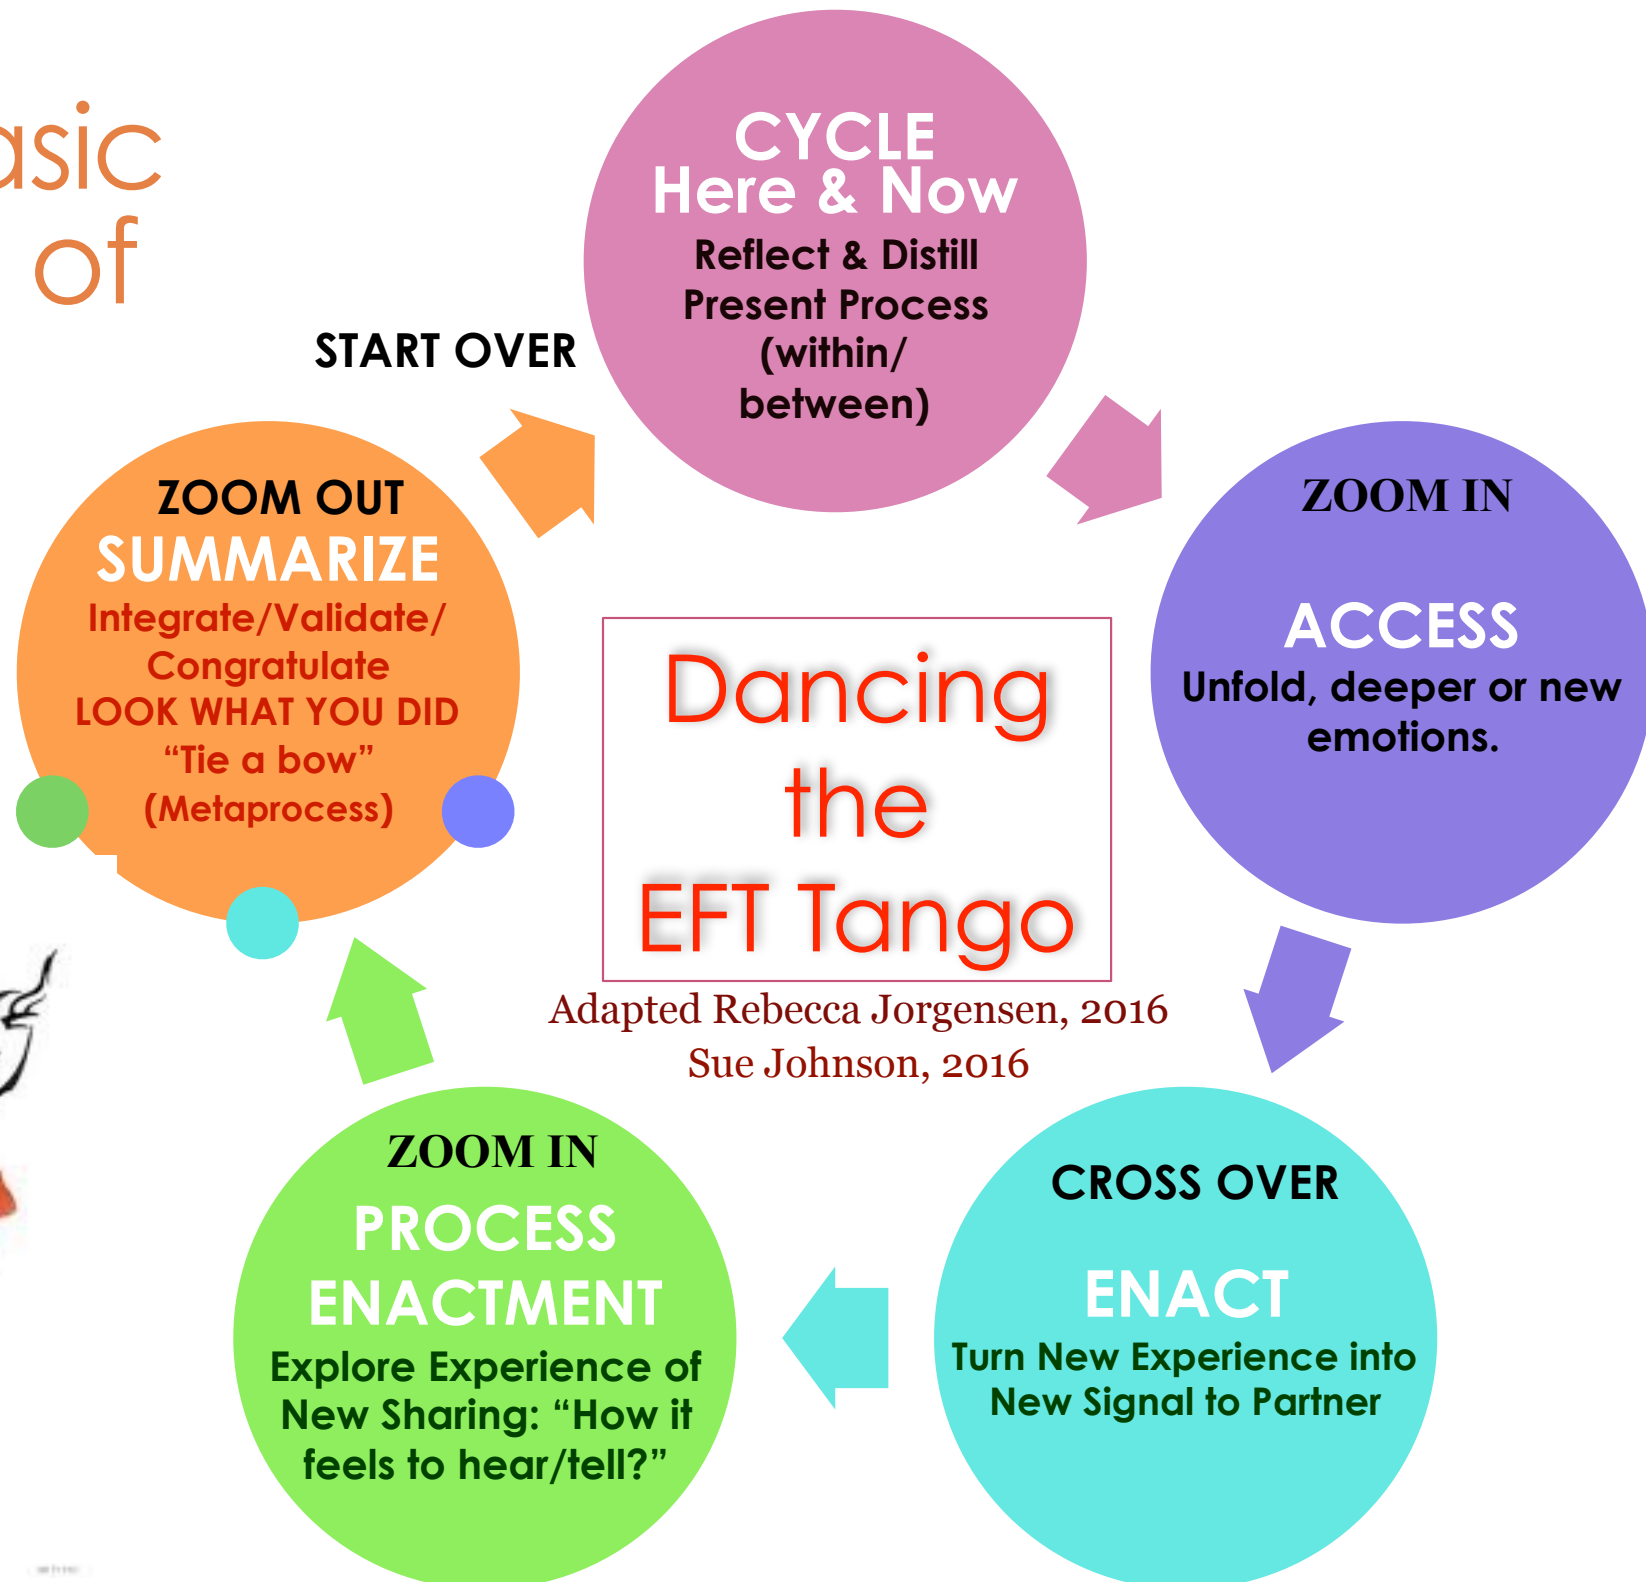 asic
of
CYCLE
Here & Now
Reflect & Distill
Present Process
(within/
between)
START OVER
ZOOM IN
ACCESS
Unfold, deeper or new
emotions.
CROSS OVER
ENACT
Turn New Experience into
New Signal to Partner
ZOOM IN
PROCESS
ENACTMENT
Explore Experience of
New Sharing: “How it
feels to hear/tell?”
ZOOM OUT
SUMMARIZE
Integrate/Validate/
Congratulate
LOOK WHAT YOU DID
“Tie a bow”
(Metaprocess)
Dancing
the
EFT Tango
Adapted Rebecca Jorgensen, 2016
Sue Johnson, 2016